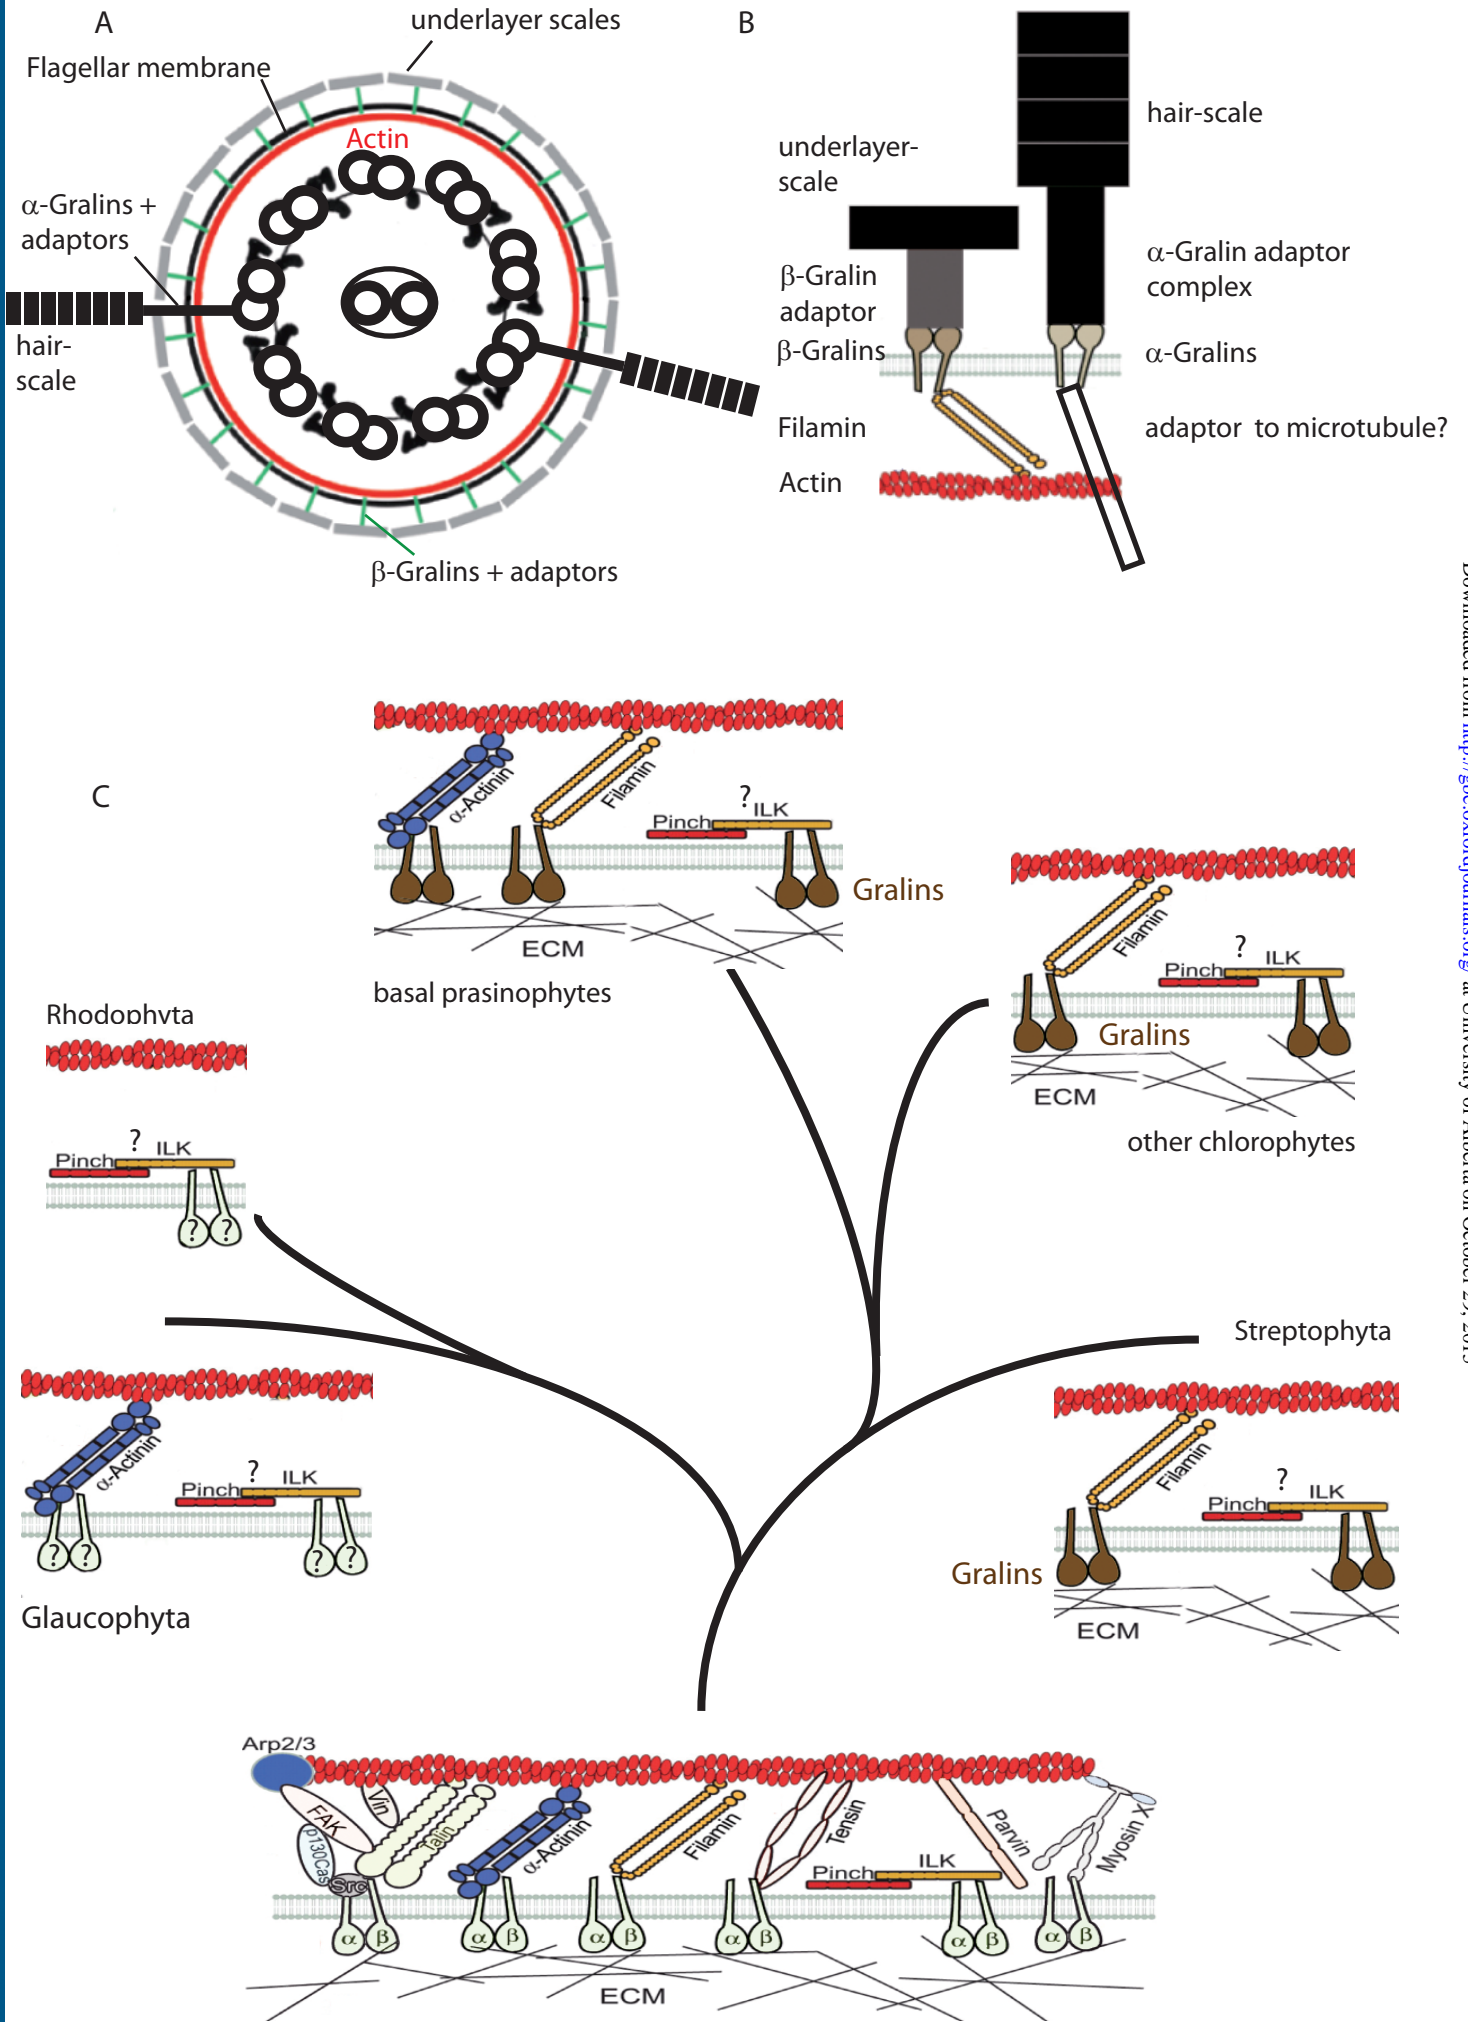 A
underlayer scales
B
Flagellar membrane
Actin
hair-scale
underlayer-
scale
α-Gralins +
adaptors
α-Gralin adaptor
complex
β-Gralin
adaptor
hair-
scale
β-Gralins
α-Gralins
Filamin
adaptor to microtubule?
Actin
β-Gralins + adaptors
C
α-Actinin
Filamin
?
Pinch
ILK
Gralins
ECM
basal prasinophytes
Filamin
?
Pinch
ILK
Gralins
ECM
other chlorophytes
Rhodophyta
?
Pinch
ILK
? ?
Streptophyta
α-Actinin
?
Pinch
ILK
? ?
? ?
Glaucophyta
Filamin
?
Pinch
ILK
Gralins
ECM
Arp2/3
FAK
Vin
p130Cas
Talin
Src
α-Actinin
Filamin
Tensin
Pinch
ILK
Parvin
Myosin X
α β
α β
α β
α β
α β
α β
ECM